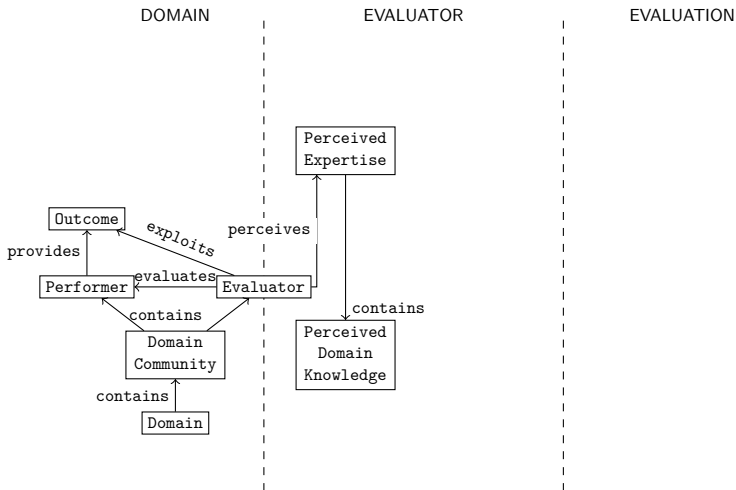 DOMAIN
EVALUATOR
EVALUATION
Perceived
Expertise
Outcome
exploits
perceives
provides
evaluates
Performer
Evaluator
contains
contains
Domain
Community
Perceived
Domain
Knowledge
contains
Domain